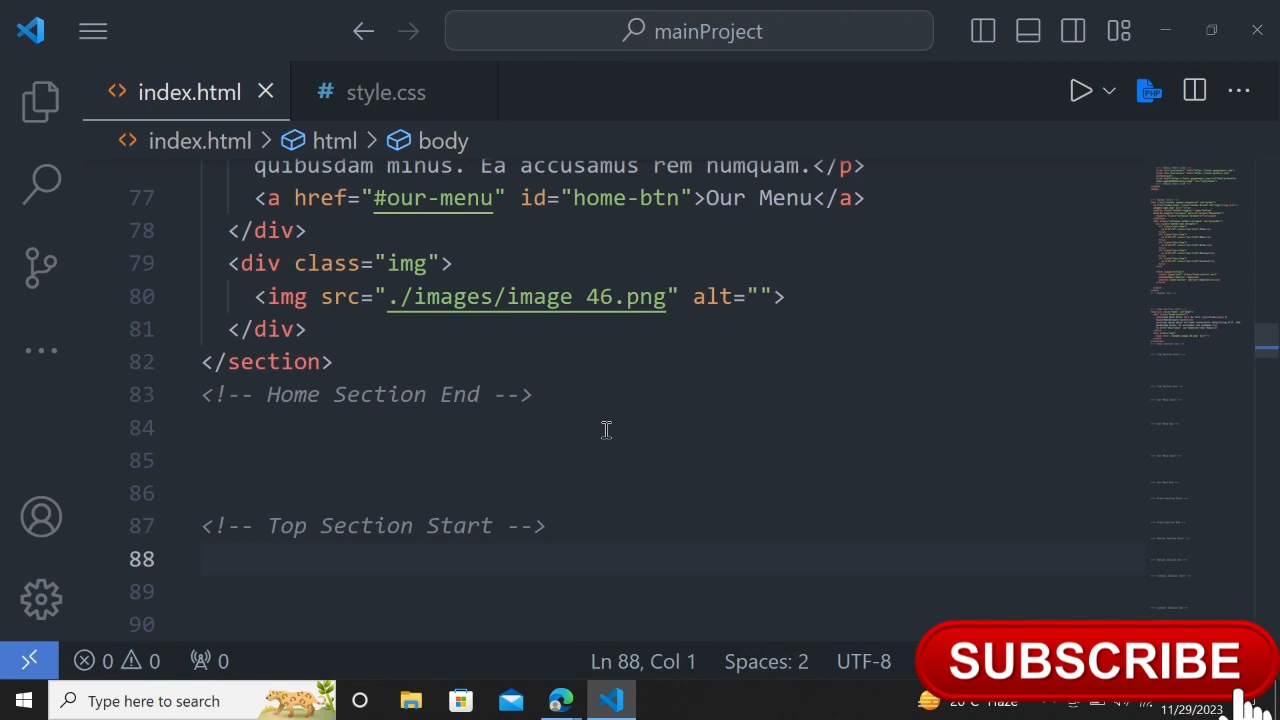 mainProject
index.html
style.css
index.html > html > body
quibusdam minus. Ea accusamus rem numquam.</p>
77 <a href="#our-menu" id="home-btn">Our Menu</a>
78 </div>
79 <div class="img">
80 <img src="./images/image 46.png" alt="">
81 </div>
82 </section>
83 <!-- Home Section End -->
84
85
86
87 <!-- Top Section Start -->
88
89
90
0 0 0 Ln 88, Col 1 Spaces: 2 UTF-8
SUBSCRIBE
Type here to search
11/29/2023